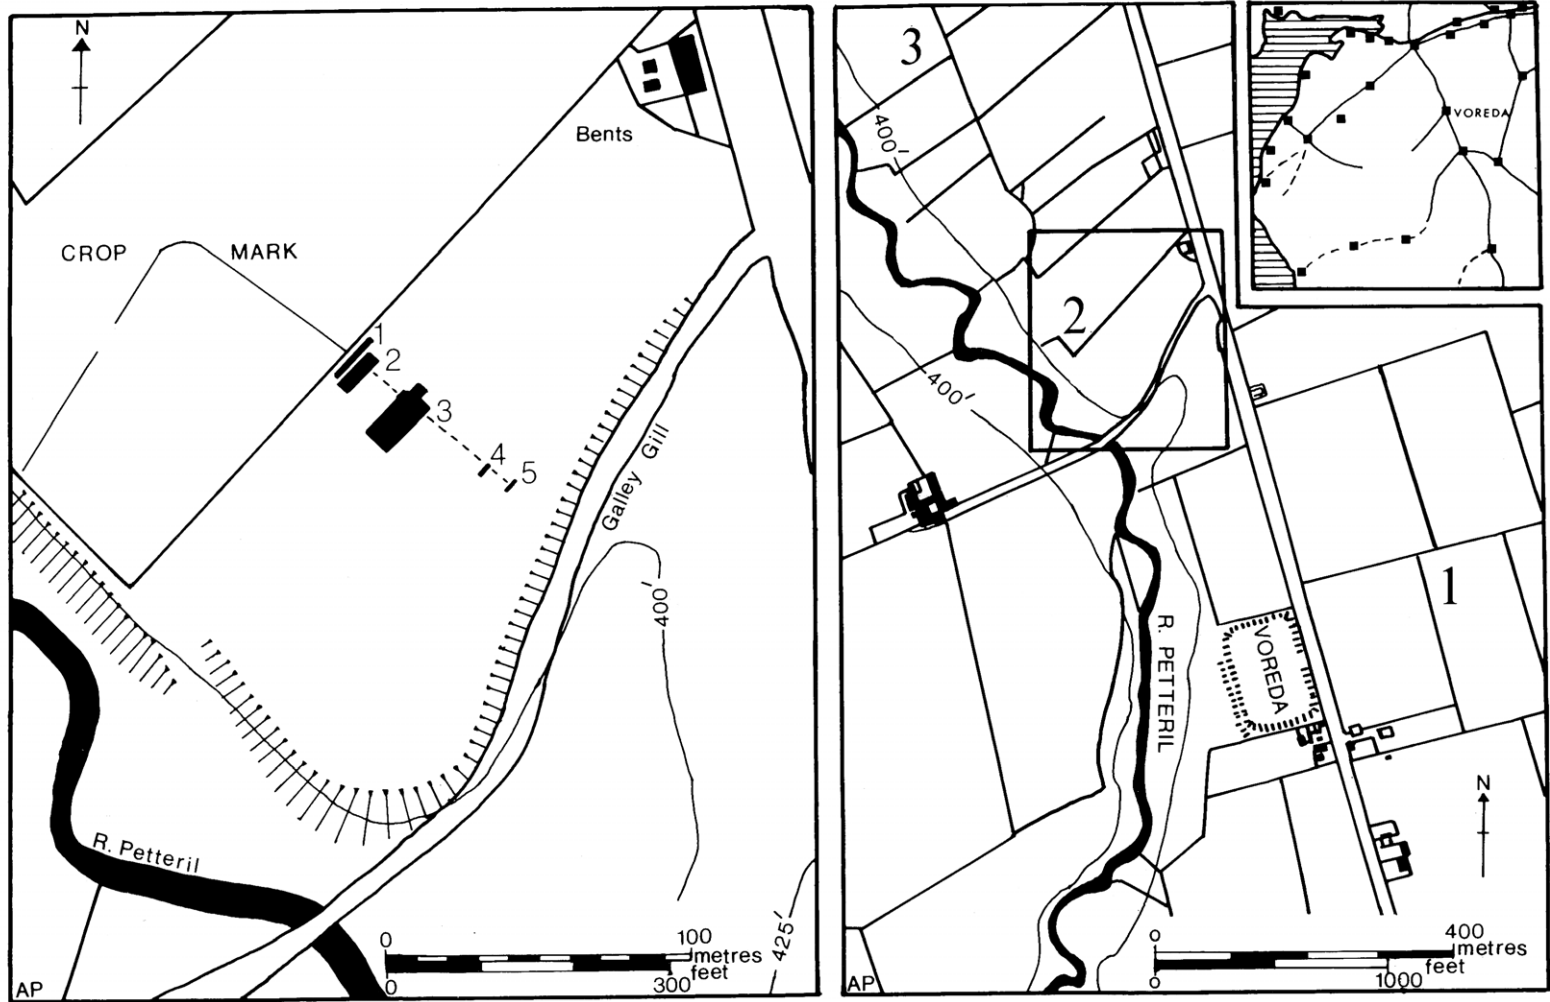 N
Bents
CROP MARK
1
2
3
4
5
Galley Gill
400'
R. Petteril
425'
0 100
metres
feet
0 300
AP
3
400'
2
400'
1
VOREDA
R. PETTERIL
N
0 400
metres
feet
0 1000
AP
VOREDA